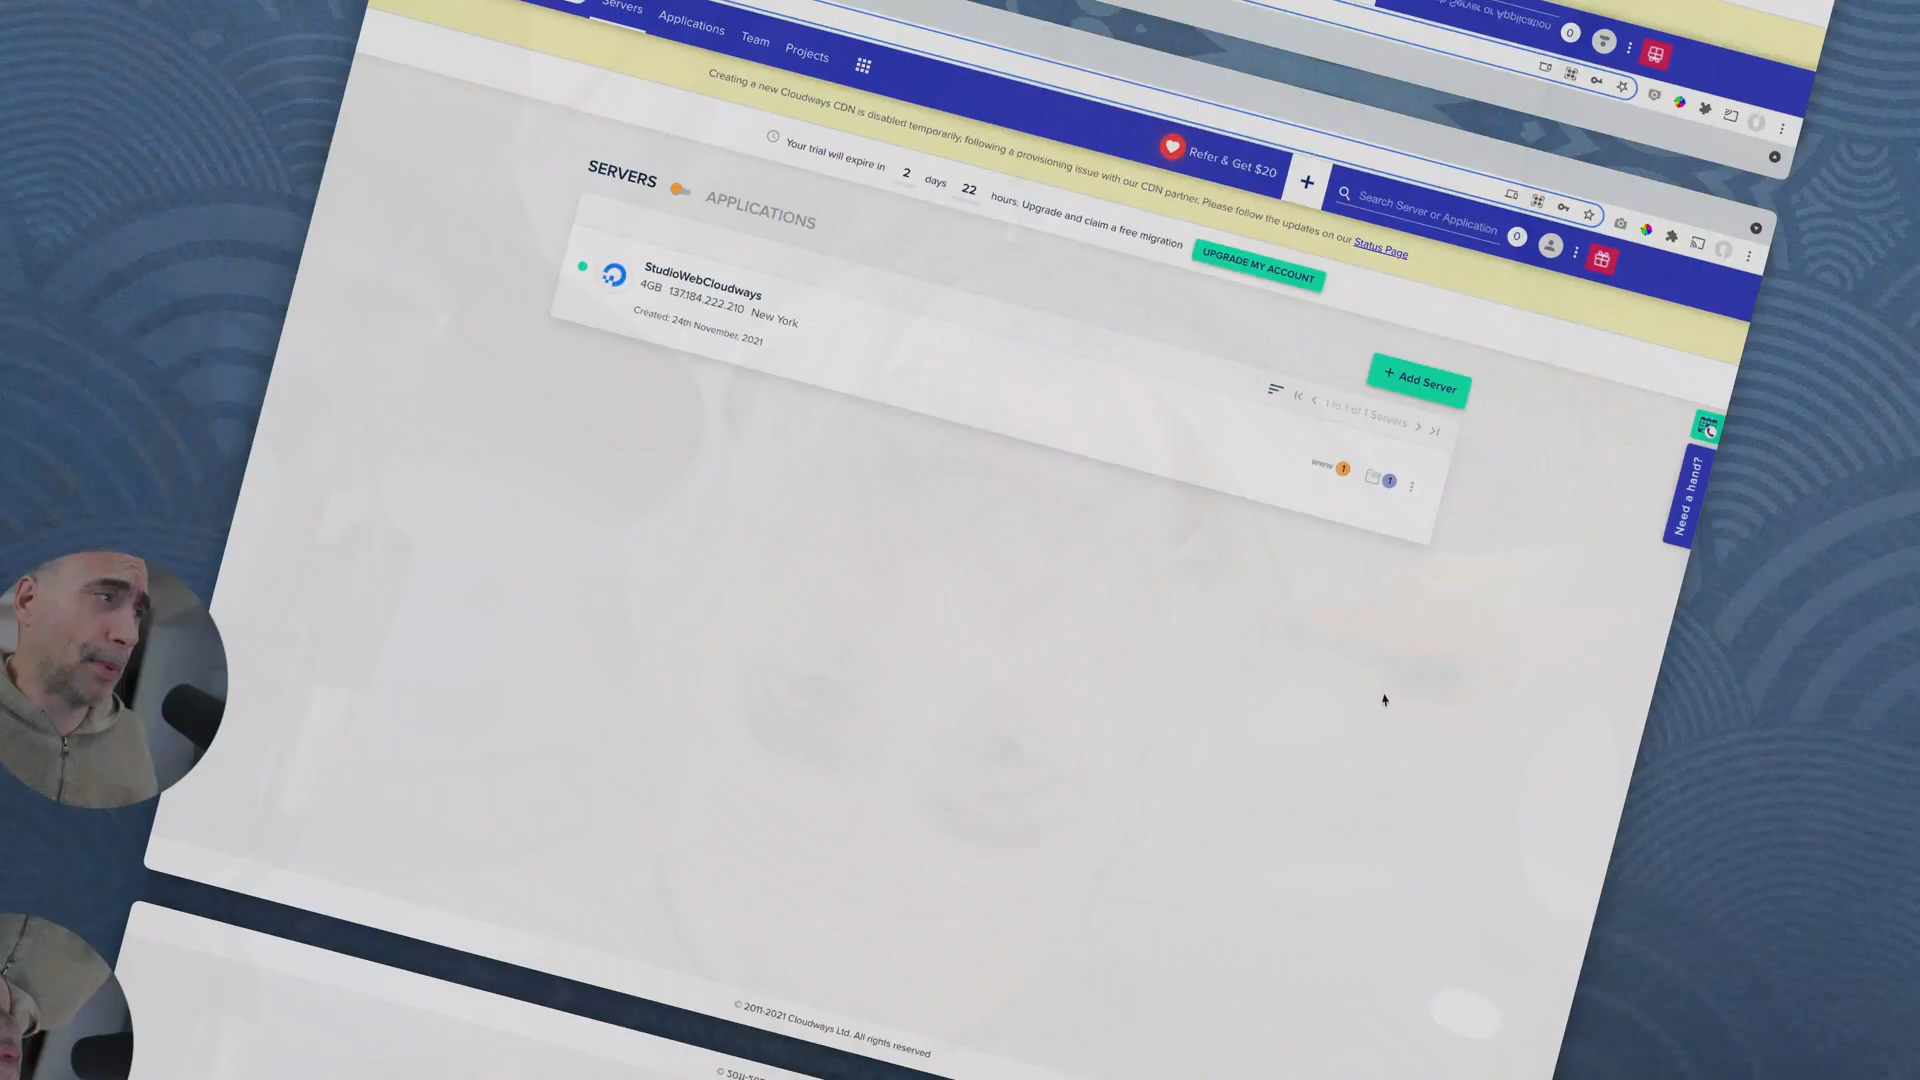 Servers
Applications
Team
Projects
Refer & Get $20
Search Server or Application
0
Creating a new Cloudways CDN is disabled temporarily, following a provisioning issue with our CDN partner. Please follow the updates on our Status Page
Your trial will expire in 2 days 22 hours. Upgrade and claim a free migration
UPGRADE MY ACCOUNT
SERVERS
APPLICATIONS
+ Add Server
1 to 1 of 1 Servers
StudioWebCloudways
4GB 137.184.222.210 New York
Created: 24th November, 2021
www 1
1
Need a hand?
© 2011-2021 Cloudways Ltd. All rights reserved
Server or Application
0